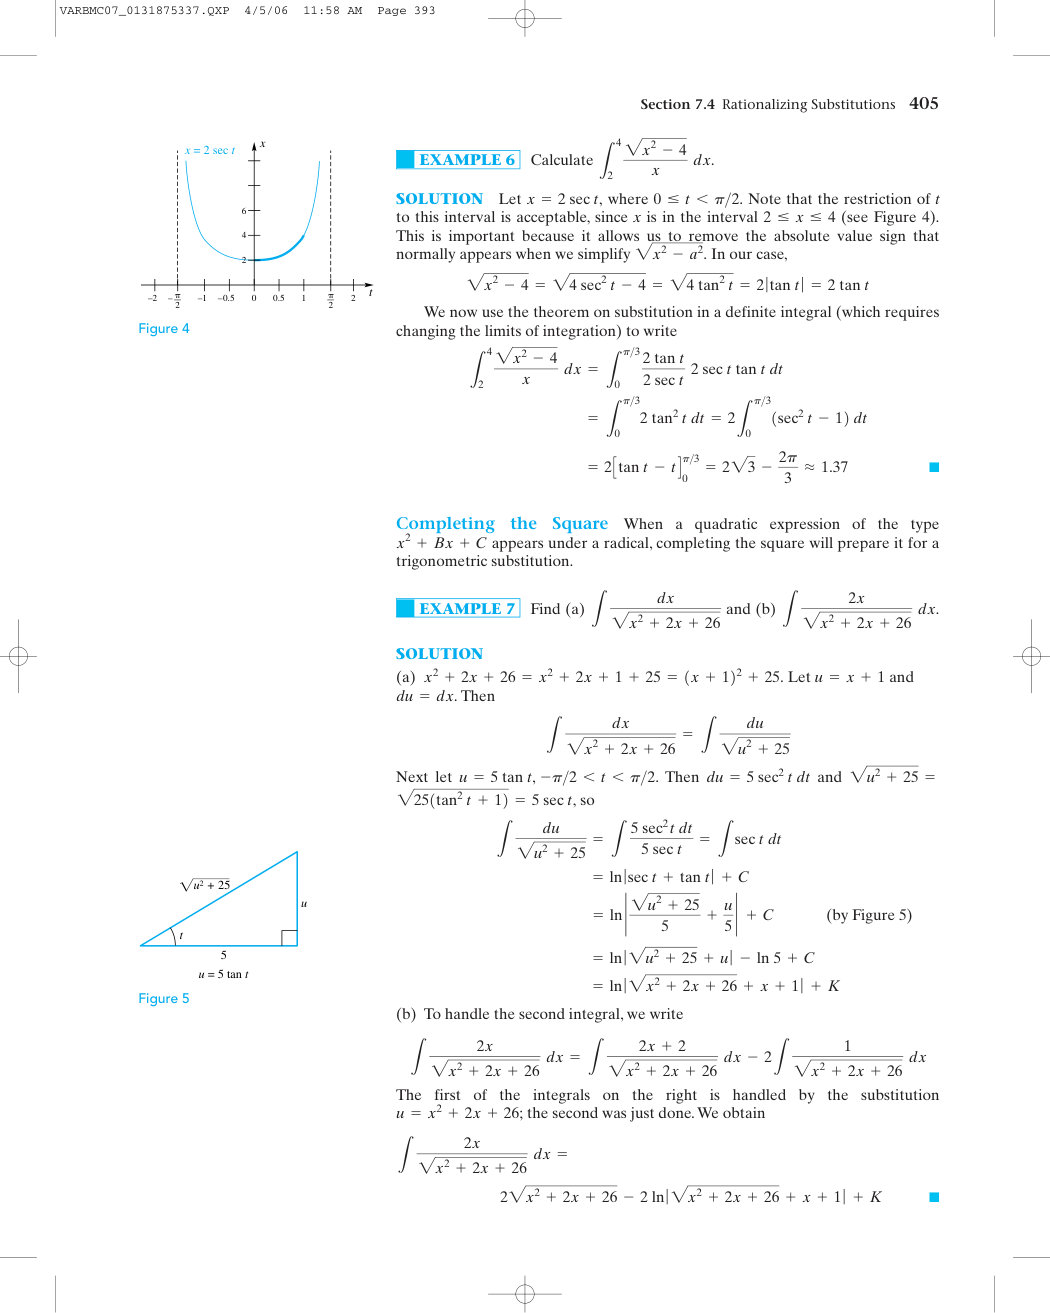 VARBMC07_0131875337.QXP 4/5/06 11:58 AM Page 393
Section 7.4 Rationalizing Substitutions 405
x = 2 sec t
x
6
4
2
–2 –π/2 –1 –0.5 0 0.5 1 π/2 2 t
Figure 4
EXAMPLE 6 Calculate ∫₂⁴ √(x² − 4)/x dx.
SOLUTION Let x = 2 sec t, where 0 ≤ t < π/2. Note that the restriction of t
to this interval is acceptable, since x is in the interval 2 ≤ x ≤ 4 (see Figure 4).
This is important because it allows us to remove the absolute value sign that
normally appears when we simplify √(x² − a²). In our case,
√(x² − 4) = √(4 sec² t − 4) = √(4 tan² t) = 2|tan t| = 2 tan t
We now use the theorem on substitution in a definite integral (which requires
changing the limits of integration) to write
∫₂⁴ √(x² − 4)/x dx = ∫₀^(π/3) (2 tan t)/(2 sec t) 2 sec t tan t dt
= ∫₀^(π/3) 2 tan² t dt = 2∫₀^(π/3) (sec² t − 1) dt
= 2[tan t − t]₀^(π/3) = 2√3 − 2π/3 ≈ 1.37
Completing the Square When a quadratic expression of the type
x² + Bx + C appears under a radical, completing the square will prepare it for a
trigonometric substitution.
EXAMPLE 7 Find (a) ∫ dx/√(x² + 2x + 26) and (b) ∫ 2x/√(x² + 2x + 26) dx.
SOLUTION
(a) x² + 2x + 26 = x² + 2x + 1 + 25 = (x + 1)² + 25. Let u = x + 1 and
du = dx. Then
∫ dx/√(x² + 2x + 26) = ∫ du/√(u² + 25)
Next let u = 5 tan t, −π/2 < t < π/2. Then du = 5 sec² t dt and √(u² + 25) =
√(25(tan² t + 1)) = 5 sec t, so
∫ du/√(u² + 25) = ∫ (5 sec² t dt)/(5 sec t) = ∫ sec t dt
= ln|sec t + tan t| + C
= ln|√(u² + 25)/5 + u/5| + C (by Figure 5)
= ln|√(u² + 25) + u| − ln 5 + C
= ln|√(x² + 2x + 26) + x + 1| + K
√(u² + 25)
u
t
5
u = 5 tan t
Figure 5
(b) To handle the second integral, we write
∫ 2x/√(x² + 2x + 26) dx = ∫ (2x + 2)/√(x² + 2x + 26) dx − 2∫ 1/√(x² + 2x + 26) dx
The first of the integrals on the right is handled by the substitution
u = x² + 2x + 26; the second was just done. We obtain
∫ 2x/√(x² + 2x + 26) dx =
2√(x² + 2x + 26) − 2 ln|√(x² + 2x + 26) + x + 1| + K